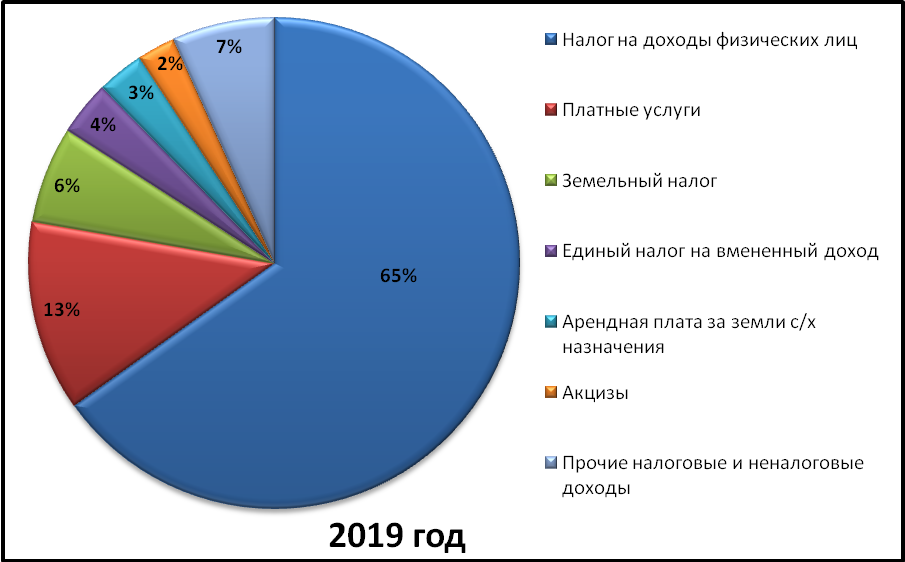 7%
2%
3%
4%
6%
13%
65%
Налог на доходы физических лиц
Платные услуги
Земельный налог
Единый налог на вмененный доход
Арендная плата за земли с/х
назначения
Акцизы
Прочие налоговые и неналоговые
доходы
2019 год